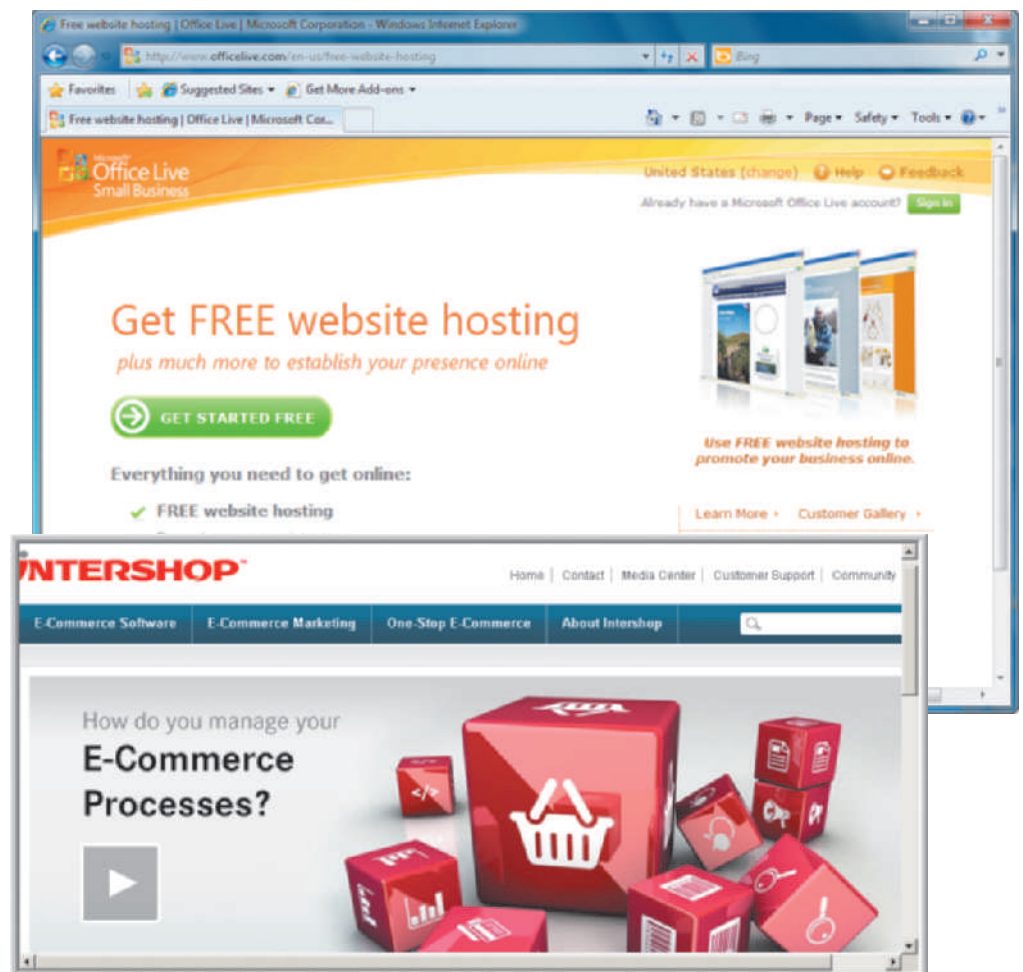 Free website hosting | Office Live | Microsoft Corporation - Windows Internet Explorer
http://www.officelive.com/en-us/free-website-hosting
Bing
Favorites Suggested Sites Get More Add-ons
Free website hosting | Office Live | Microsoft Cor...
Page Safety Tools
Microsoft
Office Live
Small Business
United States (change) Help Feedback
Already have a Microsoft Office Live account? Sign in
Get FREE website hosting
plus much more to establish your presence online
GET STARTED FREE
Use FREE website hosting to
promote your business online.
Everything you need to get online:
FREE website hosting
Learn More Customer Gallery
INTERSHOP
Home | Contact | Media Center | Customer Support | Community
E-Commerce Software E-Commerce Marketing One-Stop E-Commerce About Intershop
How do you manage your
E-Commerce
Processes?
</>